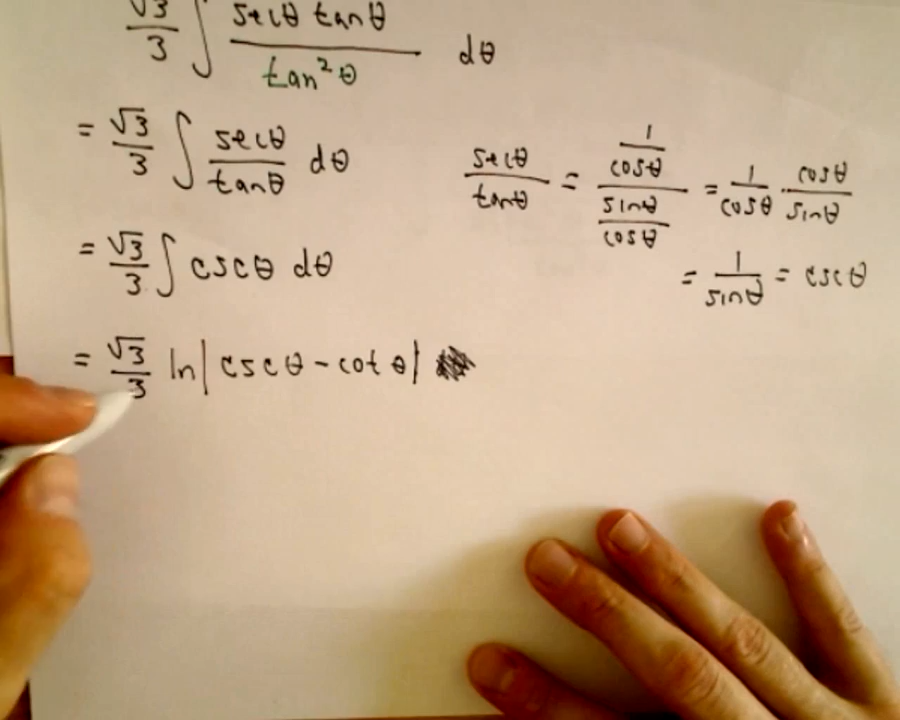 √3/3 ∫ secθ tanθ / tan²θ dθ
= √3/3 ∫ secθ/tanθ dθ
secθ/tanθ = (1/cosθ)/(sinθ/cosθ) = 1/cosθ · cosθ/sinθ
= 1/sinθ = cscθ
= √3/3 ∫ cscθ dθ
= √3/3 ln|cscθ - cotθ|